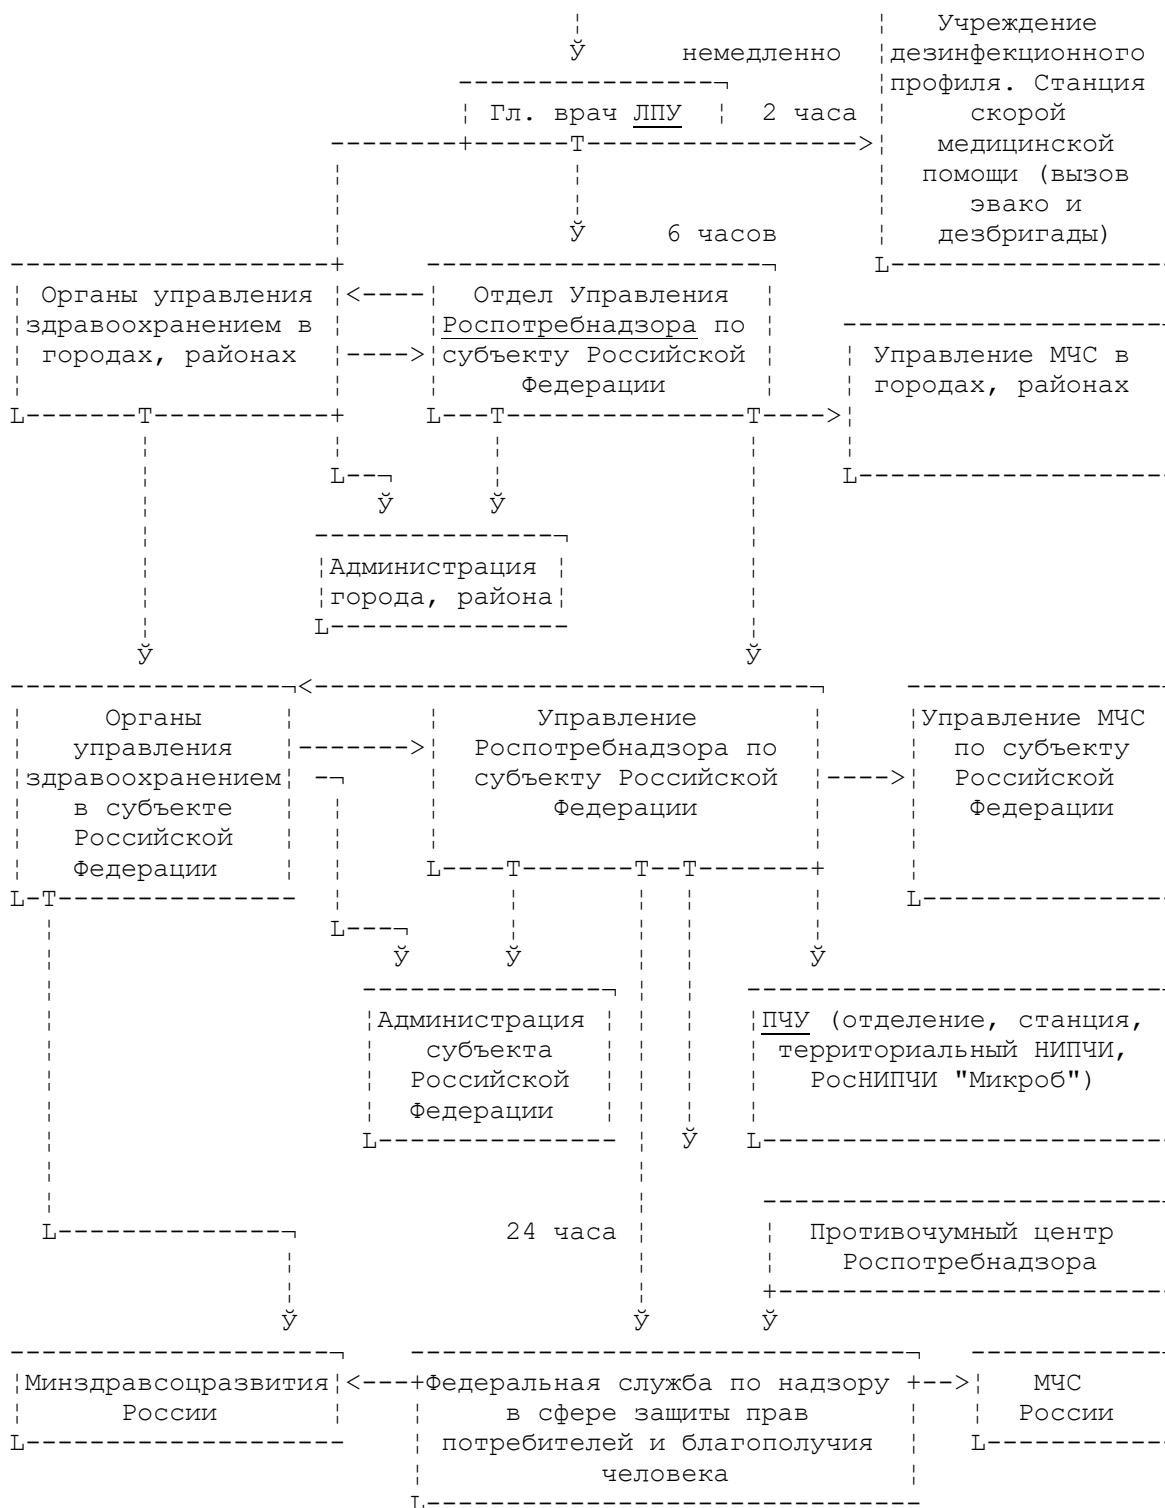 Учреждение
немедленно
дезинфекционного
профиля. Станция
Гл. врач ЛПУ
2 часа
скорой
медицинской
помощи (вызов
эвако и
6 часов
дезбригады)
Органы управления
здравоохранением в
городах, районах
Отдел Управления
Роспотребнадзора по
субъекту Российской
Федерации
Управление МЧС в
городах, районах
Администрация
города, района
Органы
управления
здравоохранением
в субъекте
Российской
Федерации
Управление
Роспотребнадзора по
субъекту Российской
Федерации
Управление МЧС
по субъекту
Российской
Федерации
Администрация
субъекта
Российской
Федерации
ПЧУ (отделение, станция,
территориальный НИПЧИ,
РосНИПЧИ "Микроб")
24 часа
Противочумный центр
Роспотребнадзора
Минздравсоцразвития
России
Федеральная служба по надзору
в сфере защиты прав
потребителей и благополучия
человека
МЧС
России